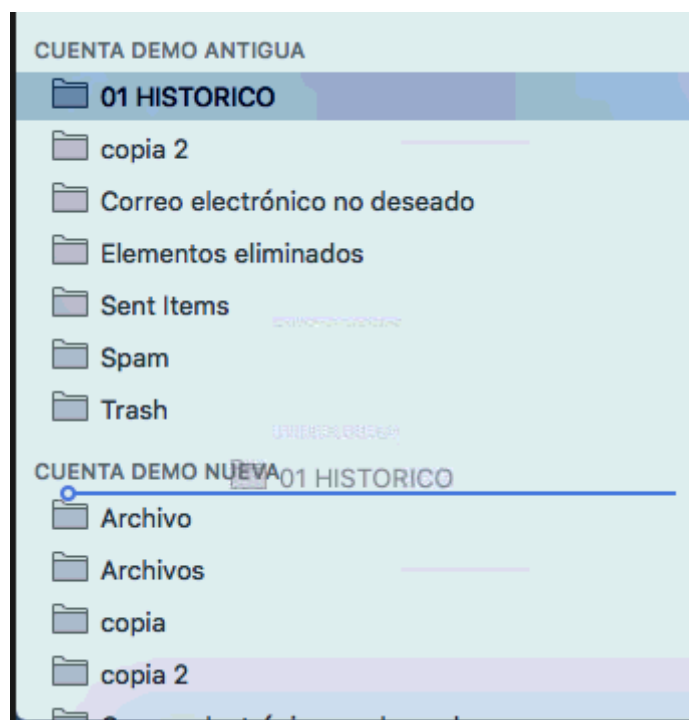 CUENTA DEMO ANTIGUA
01 HISTORICO
copia 2
Correo electrónico no deseado
Elementos eliminados
Sent Items
Spam
Trash
CUENTA DEMO NUEVA
01 HISTORICO
Archivo
Archivos
copia
copia 2